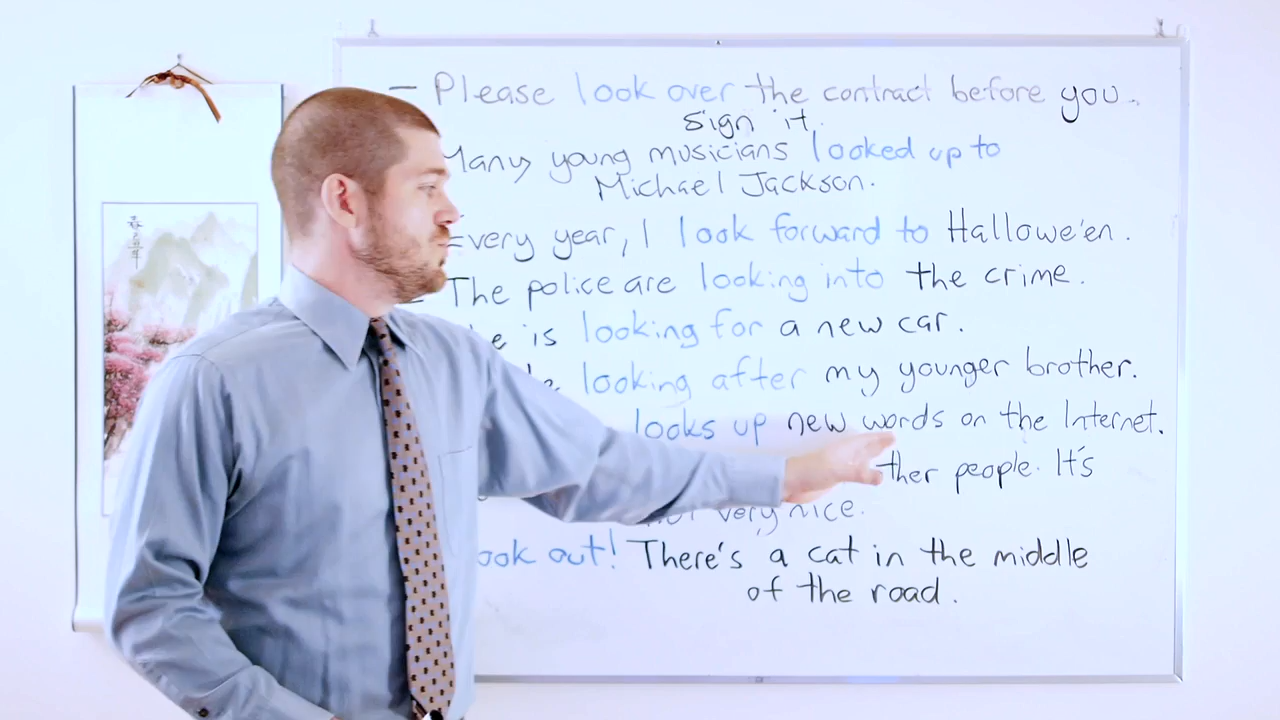 - Please look over the contract before you
sign it.
Many young musicians looked up to
Michael Jackson.
Every year, I look forward to Hallowe'en.
- The police are looking into the crime.
is looking for a new car.
looking after my younger brother.
looks up new words on the Internet.
people. It's
very nice.
out! There's a cat in the middle
of the road.